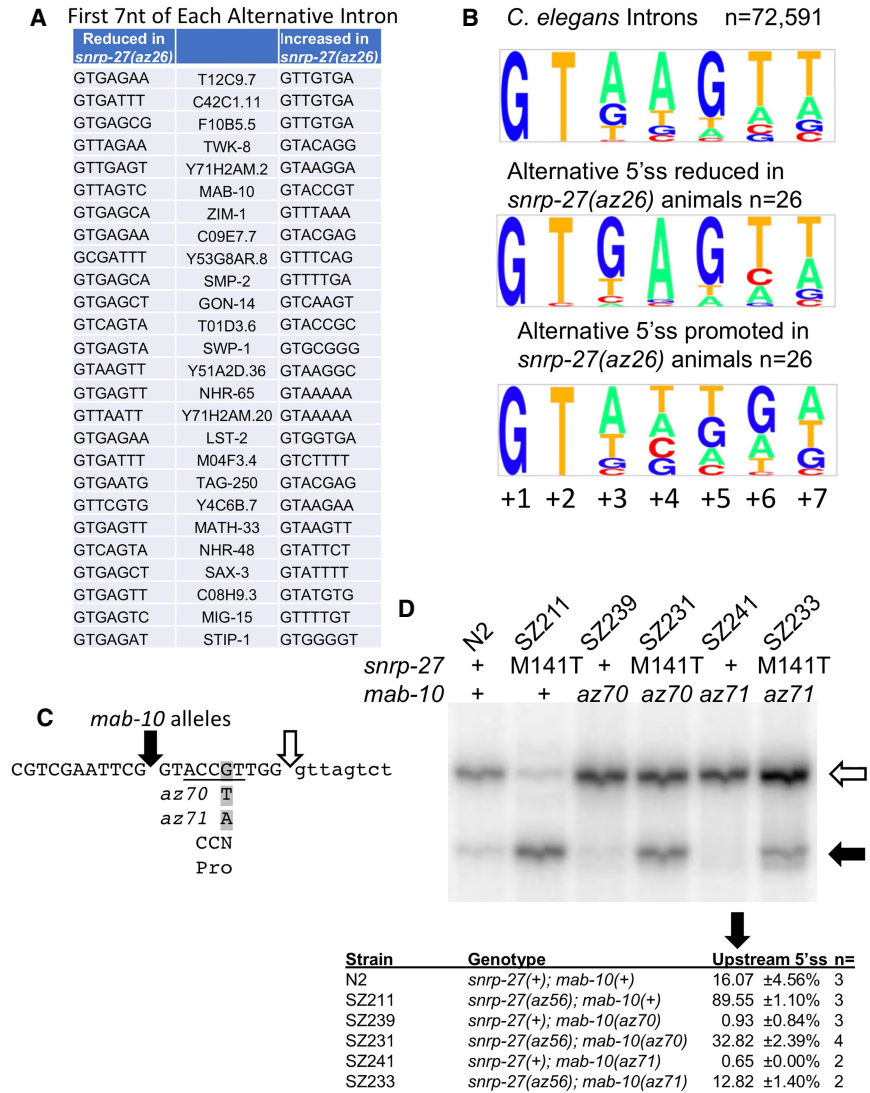 A First 7nt of Each Alternative Intron
Reduced in snrp-27(az26) Increased in snrp-27(az26)
GTGAGAA T12C9.7 GTTGTGA
GTGATTT C42C1.11 GTTGTGA
GTGAGCG F10B5.5 GTTGTGA
GTTAGAA TWK-8 GTACAGG
GTTGAGT Y71H2AM.2 GTAAGGA
GTTAGTC MAB-10 GTACCGT
GTGAGCA ZIM-1 GTTTAAA
GTGAGAA C09E7.7 GTACGAG
GCGATTT Y53G8AR.8 GTTTCAG
GTGAGCA SMP-2 GTTTTGA
GTGAGCT GON-14 GTCAAGT
GTCAGTA T01D3.6 GTACCGC
GTGAGTA SWP-1 GTGCGGG
GTAAGTT Y51A2D.36 GTAAGGC
GTGAGTT NHR-65 GTAAAAA
GTTAATT Y71H2AM.20 GTAAAAA
GTGAGAA LST-2 GTGGTGA
GTGATTT M04F3.4 GTCTTTT
GTGAATG TAG-250 GTACGAG
GTTCGTG Y4C6B.7 GTAAGAA
GTGAGTT MATH-33 GTAAGTT
GTCAGTA NHR-48 GTATTCT
GTGAGCT SAX-3 GTATTTT
GTGAGTT C08H9.3 GTATGTG
GTGAGTC MIG-15 GTTTTGT
GTGAGAT STIP-1 GTGGGGT
B C. elegans Introns n=72,591
Alternative 5'ss reduced in
snrp-27(az26) animals n=26
Alternative 5'ss promoted in
snrp-27(az26) animals n=26
+1 +2 +3 +4 +5 +6 +7
C mab-10 alleles
CGTCGAATTCG GTACCGTTGG gttagtct
az70 T
az71 A
CCN
Pro
D
N2 SZ211 SZ239 SZ231 SZ241 SZ233
snrp-27 + M141T + M141T + M141T
mab-10 + + az70 az70 az71 az71
Strain Genotype Upstream 5'ss n=
N2 snrp-27(+); mab-10(+) 16.07 ±4.56% 3
SZ211 snrp-27(az56); mab-10(+) 89.55 ±1.10% 3
SZ239 snrp-27(+); mab-10(az70) 0.93 ±0.84% 3
SZ231 snrp-27(az56); mab-10(az70) 32.82 ±2.39% 4
SZ241 snrp-27(+); mab-10(az71) 0.65 ±0.00% 2
SZ233 snrp-27(az56); mab-10(az71) 12.82 ±1.40% 2